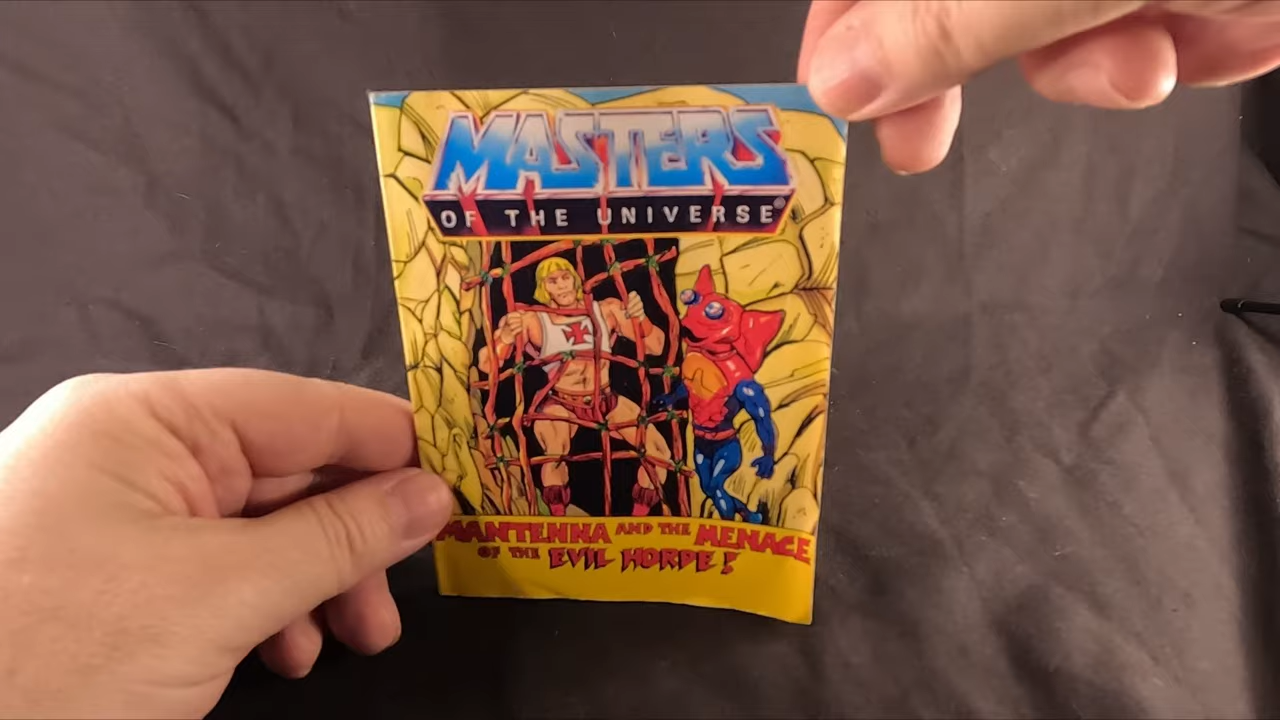 MASTERS
OF THE UNIVERSE®
MANTENNA AND THE MENACE
OF THE EVIL HORDE!